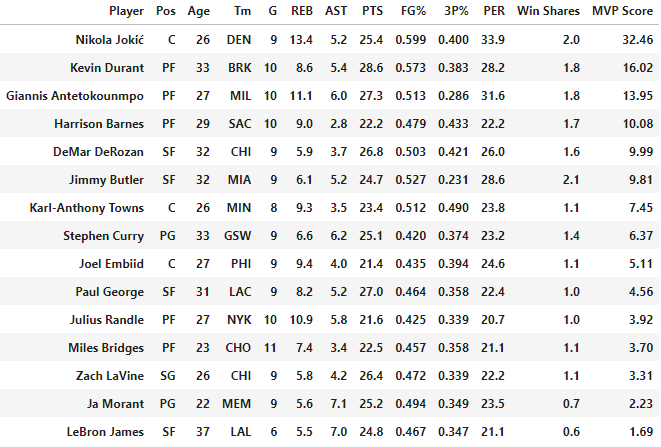 Player Pos Age Tm G REB AST PTS FG% 3P% PER Win Shares MVP Score
Nikola Jokić C 26 DEN 9 13.4 5.2 25.4 0.599 0.400 33.9 2.0 32.46
Kevin Durant PF 33 BRK 10 8.6 5.4 28.6 0.573 0.383 28.2 1.8 16.02
Giannis Antetokounmpo PF 27 MIL 10 11.1 6.0 27.3 0.513 0.286 31.6 1.8 13.95
Harrison Barnes PF 29 SAC 10 9.0 2.8 22.2 0.479 0.433 22.2 1.7 10.08
DeMar DeRozan SF 32 CHI 9 5.9 3.7 26.8 0.503 0.421 26.0 1.6 9.99
Jimmy Butler SF 32 MIA 9 6.1 5.2 24.7 0.527 0.231 28.6 2.1 9.81
Karl-Anthony Towns C 26 MIN 8 9.3 3.5 23.4 0.512 0.490 23.8 1.1 7.45
Stephen Curry PG 33 GSW 9 6.6 6.2 25.1 0.420 0.374 23.2 1.4 6.37
Joel Embiid C 27 PHI 9 9.4 4.0 21.4 0.435 0.394 24.6 1.1 5.11
Paul George SF 31 LAC 9 8.2 5.2 27.0 0.464 0.358 22.4 1.0 4.56
Julius Randle PF 27 NYK 10 10.9 5.8 21.6 0.425 0.339 20.7 1.0 3.92
Miles Bridges PF 23 CHO 11 7.4 3.4 22.5 0.457 0.358 21.1 1.1 3.70
Zach LaVine SG 26 CHI 9 5.8 4.2 26.4 0.472 0.339 22.2 1.1 3.31
Ja Morant PG 22 MEM 9 5.6 7.1 25.2 0.494 0.349 23.5 0.7 2.23
LeBron James SF 37 LAL 6 5.5 7.0 24.8 0.467 0.347 21.1 0.6 1.69